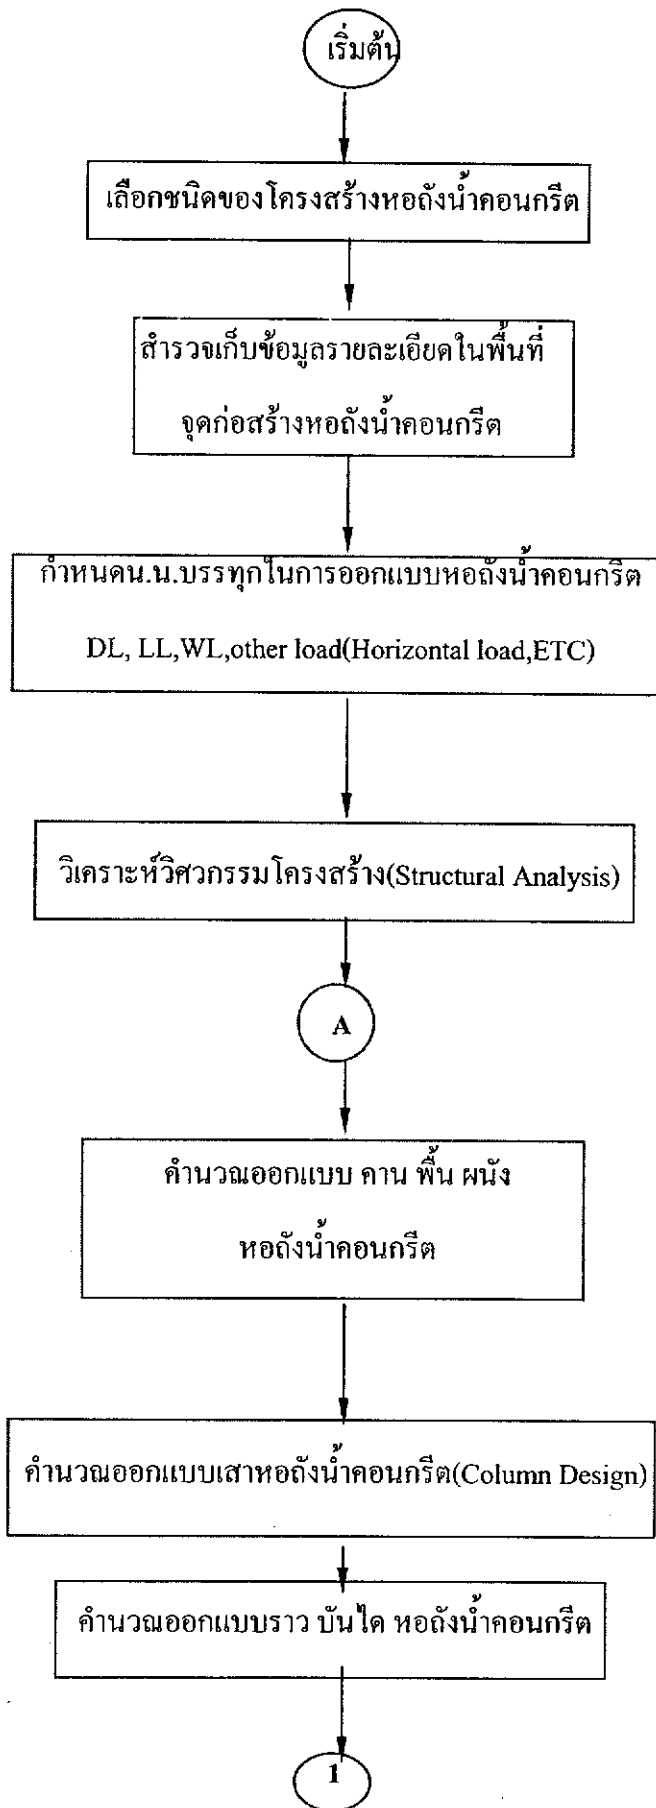 เริ่มต้น
เลือกชนิดของโครงสร้างหอถังน้ำคอนกรีต
สำรวจเก็บข้อมูลรายละเอียดในพื้นที่
จุดก่อสร้างหอถังน้ำคอนกรีต
กำหนดน.น.บรรทุกในการออกแบบหอถังน้ำคอนกรีต
DL, LL,WL,other load(Horizontal load,ETC)
วิเคราะห์วิศวกรรมโครงสร้าง(Structural Analysis)
A
คำนวณออกแบบ คาน พื้น ผนัง
หอถังน้ำคอนกรีต
คำนวณออกแบบเสาหอถังน้ำคอนกรีต(Column Design)
คำนวณออกแบบราว บันได หอถังน้ำคอนกรีต
1